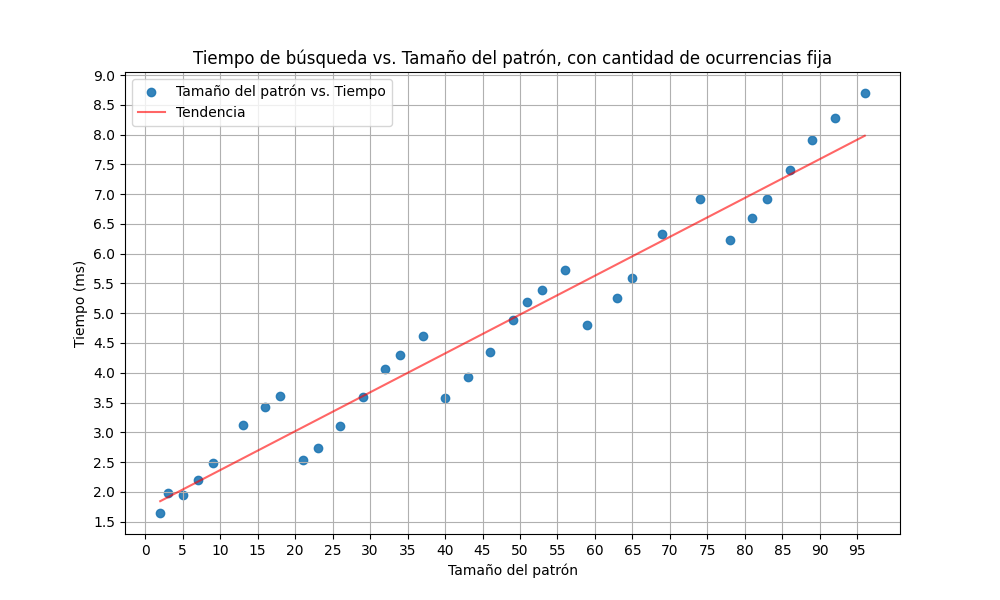 Tiempo de búsqueda vs. Tamaño del patrón, con cantidad de ocurrencias fija
Tamaño del patrón vs. Tiempo
Tendencia
9.0
8.5
8.0
7.5
7.0
6.5
6.0
5.5
5.0
4.5
4.0
3.5
3.0
2.5
2.0
1.5
Tiempo (ms)
0 5 10 15 20 25 30 35 40 45 50 55 60 65 70 75 80 85 90 95
Tamaño del patrón